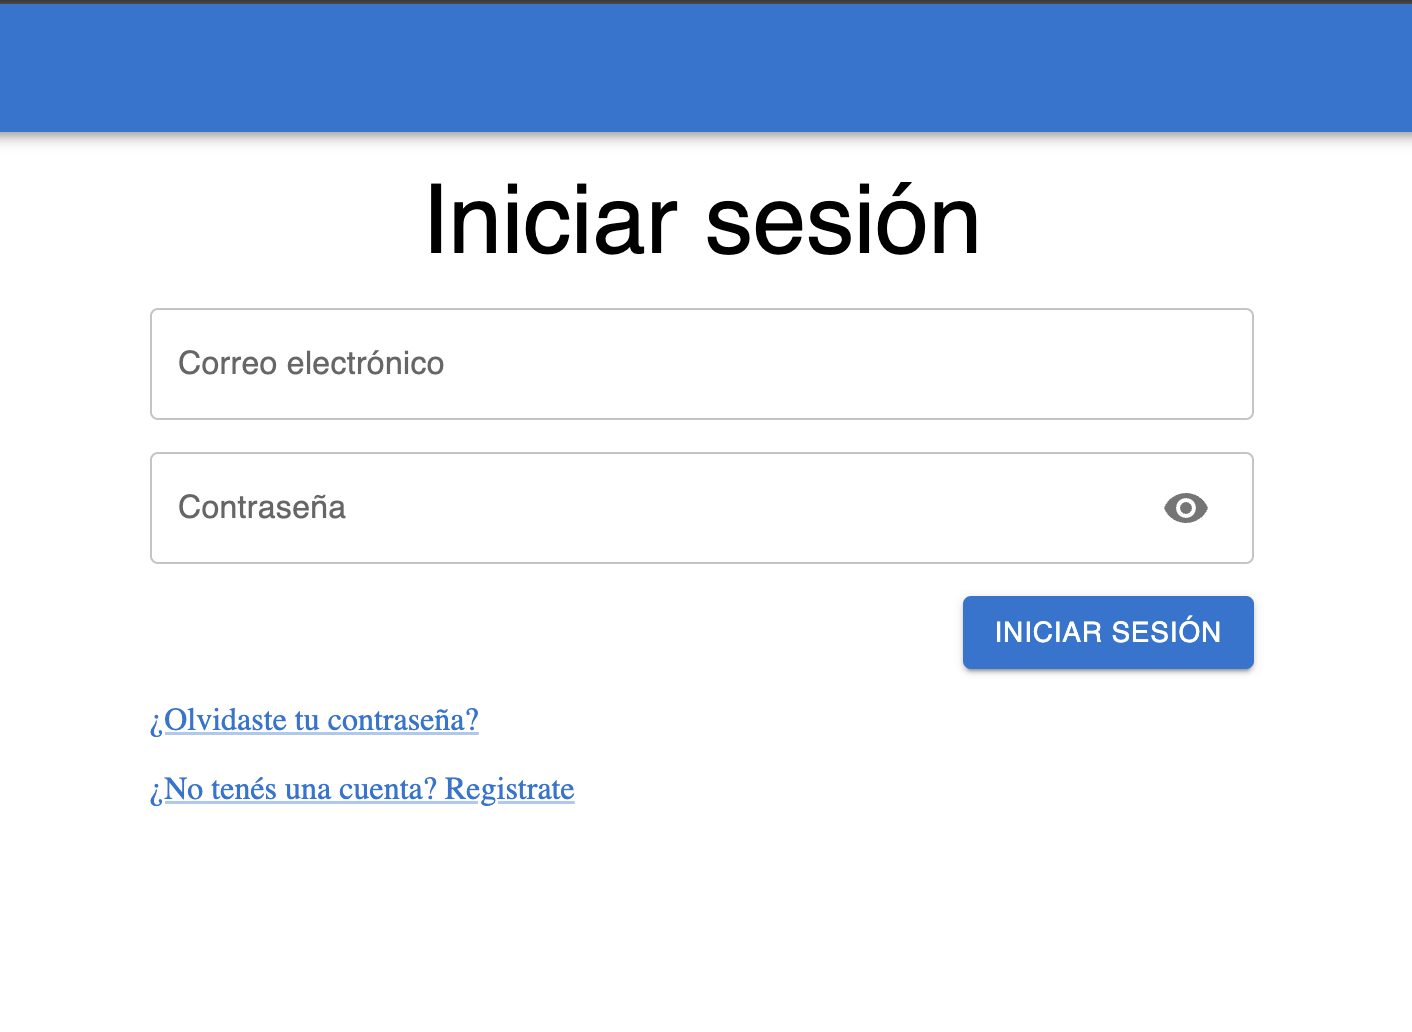 Iniciar sesión
Correo electrónico
Contraseña
INICIAR SESIÓN
¿Olvidaste tu contraseña?
¿No tenés una cuenta? Registrate